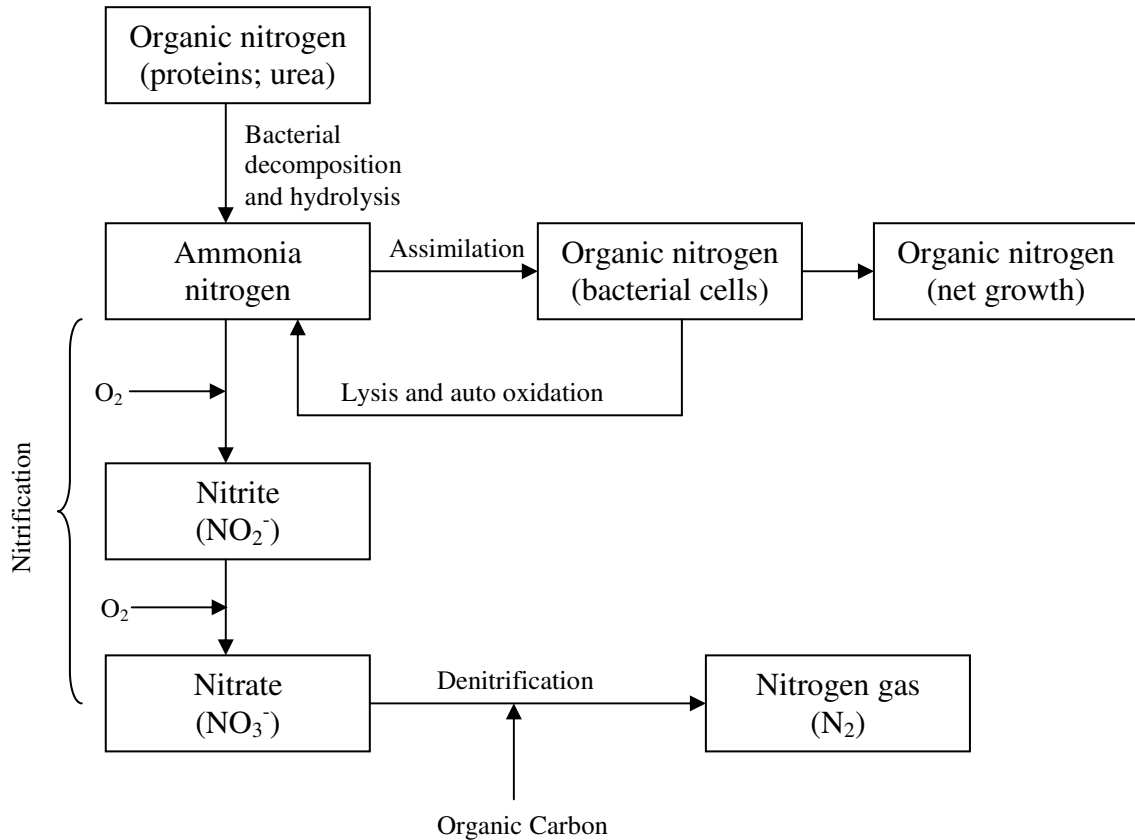 Organic nitrogen
(proteins; urea)
Bacterial
decomposition
and hydrolysis
Ammonia
nitrogen
Assimilation
Organic nitrogen
(bacterial cells)
Organic nitrogen
(net growth)
O₂
Lysis and auto oxidation
Nitrification
Nitrite
(NO₂⁻)
O₂
Nitrate
(NO₃⁻)
Denitrification
Nitrogen gas
(N₂)
Organic Carbon